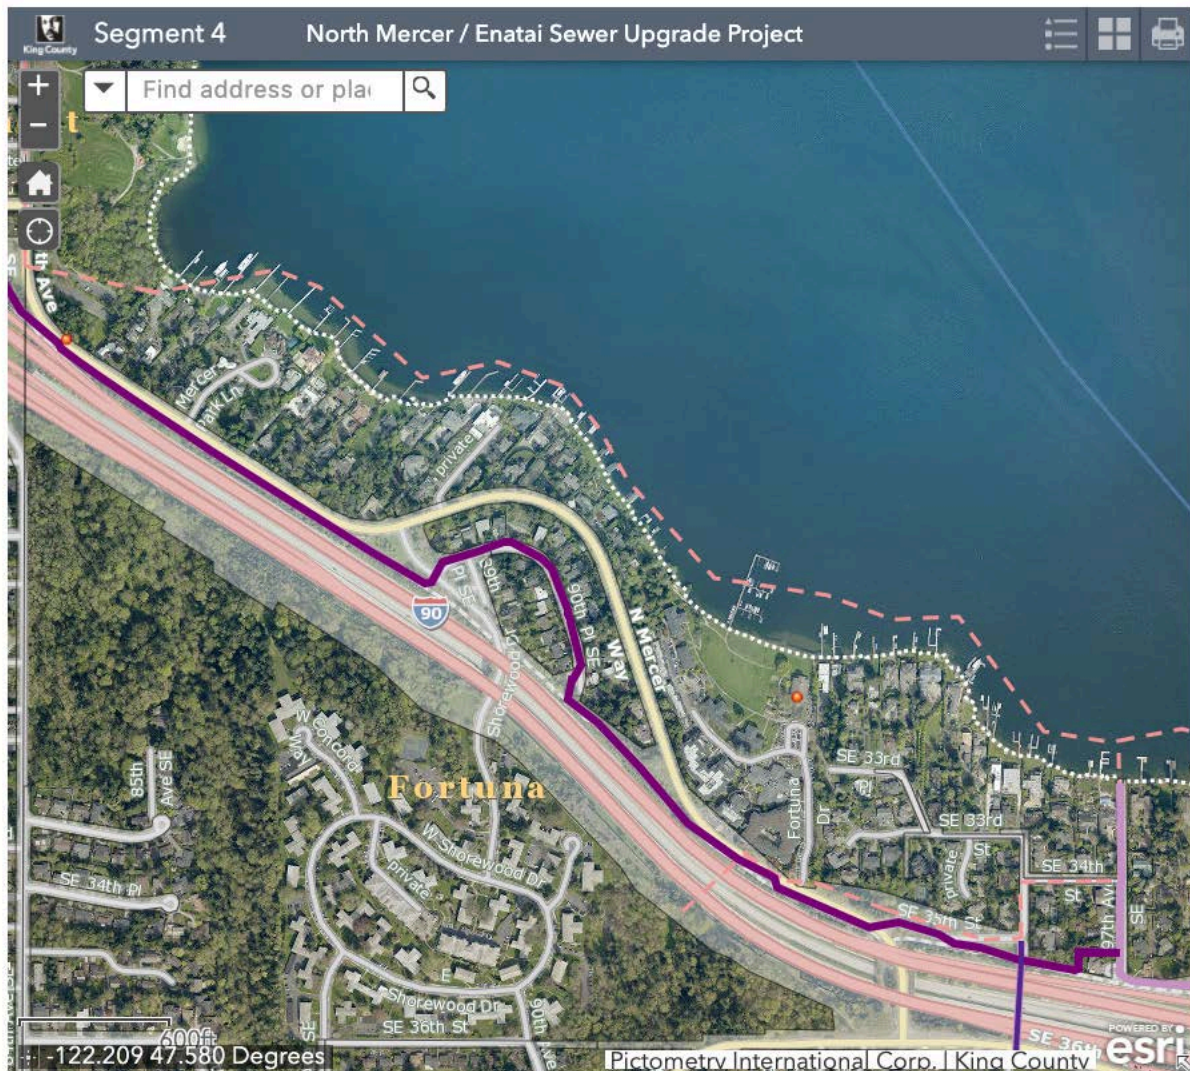 King County
Segment 4
North Mercer / Enatai Sewer Upgrade Project
+
Find address or pla
−
t
th Ave
SE
Mercer
Park Ln
private
39th
Pl SE
90
90th Pl SE
N Mercer
Way
Shorewood Dr
W Concord
Way
85th
Ave SE
Fortuna
SE 33rd
Pl
Fortuna
Dr
SE 33rd
St
W Shorewood Dr
private
private
SE 34th
St
SE 34th Pl
97th Ave
SE
SE 35th St
E
Shorewood Dr
SE 36th St
SE
90th
Ave
600ft
SE 36th
POWERED BY
esri
-122.209 47.580 Degrees
Pictometry International Corp. | King County